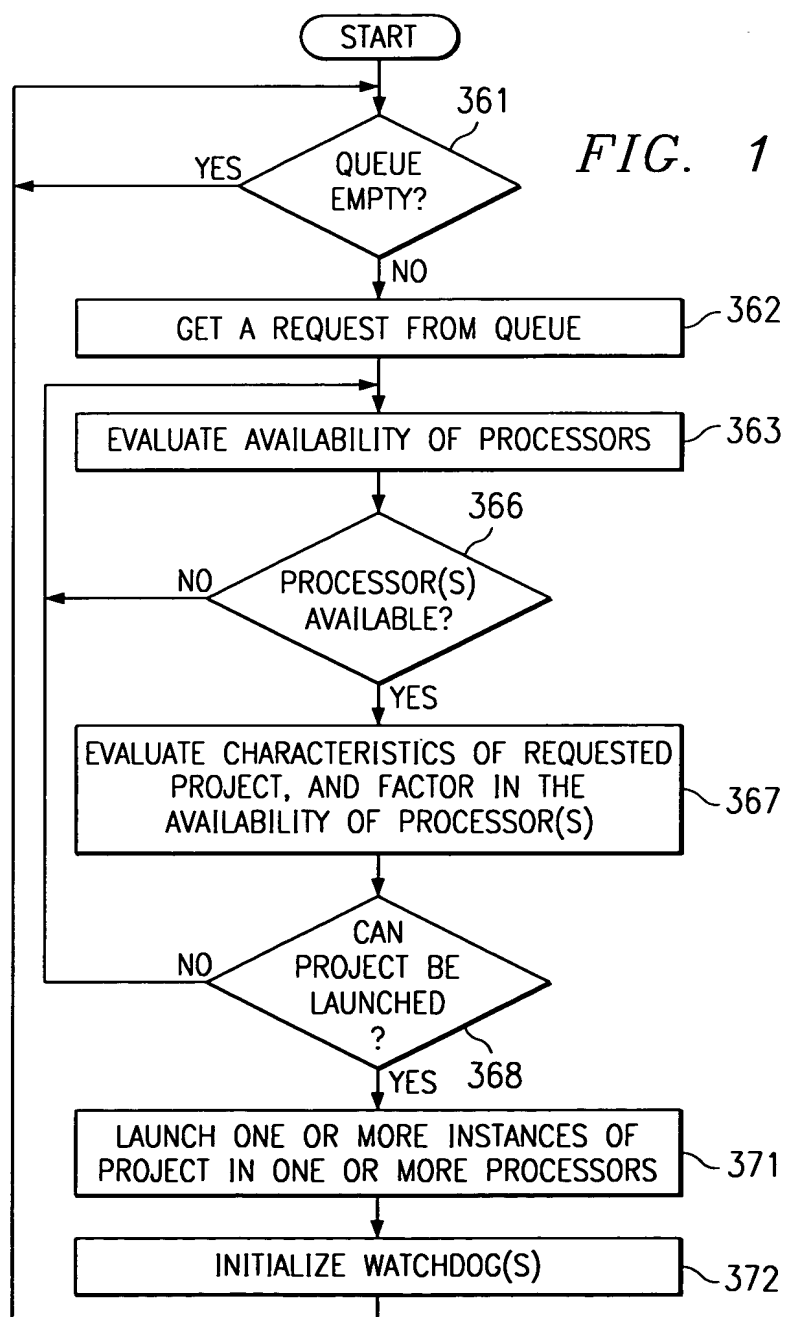 START
361
FIG. 1
YES
QUEUE
EMPTY?
NO
GET A REQUEST FROM QUEUE
362
EVALUATE AVAILABILITY OF PROCESSORS
363
366
NO
PROCESSOR(S)
AVAILABLE?
YES
EVALUATE CHARACTERISTICS OF REQUESTED
PROJECT, AND FACTOR IN THE
AVAILABILITY OF PROCESSOR(S)
367
CAN
PROJECT BE
LAUNCHED
?
NO
368
YES
LAUNCH ONE OR MORE INSTANCES OF
PROJECT IN ONE OR MORE PROCESSORS
371
INITIALIZE WATCHDOG(S)
372